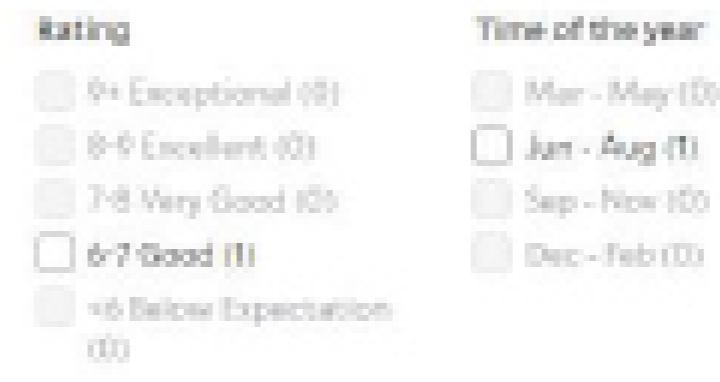 Rating
9+ Exceptional (0)
8-9 Excellent (0)
7-8 Very Good (0)
6-7 Good (1)
<6 Below Expectation
(0)
Time of the year
Mar - May (0)
Jun - Aug (1)
Sep - Nov (0)
Dec - Feb (0)